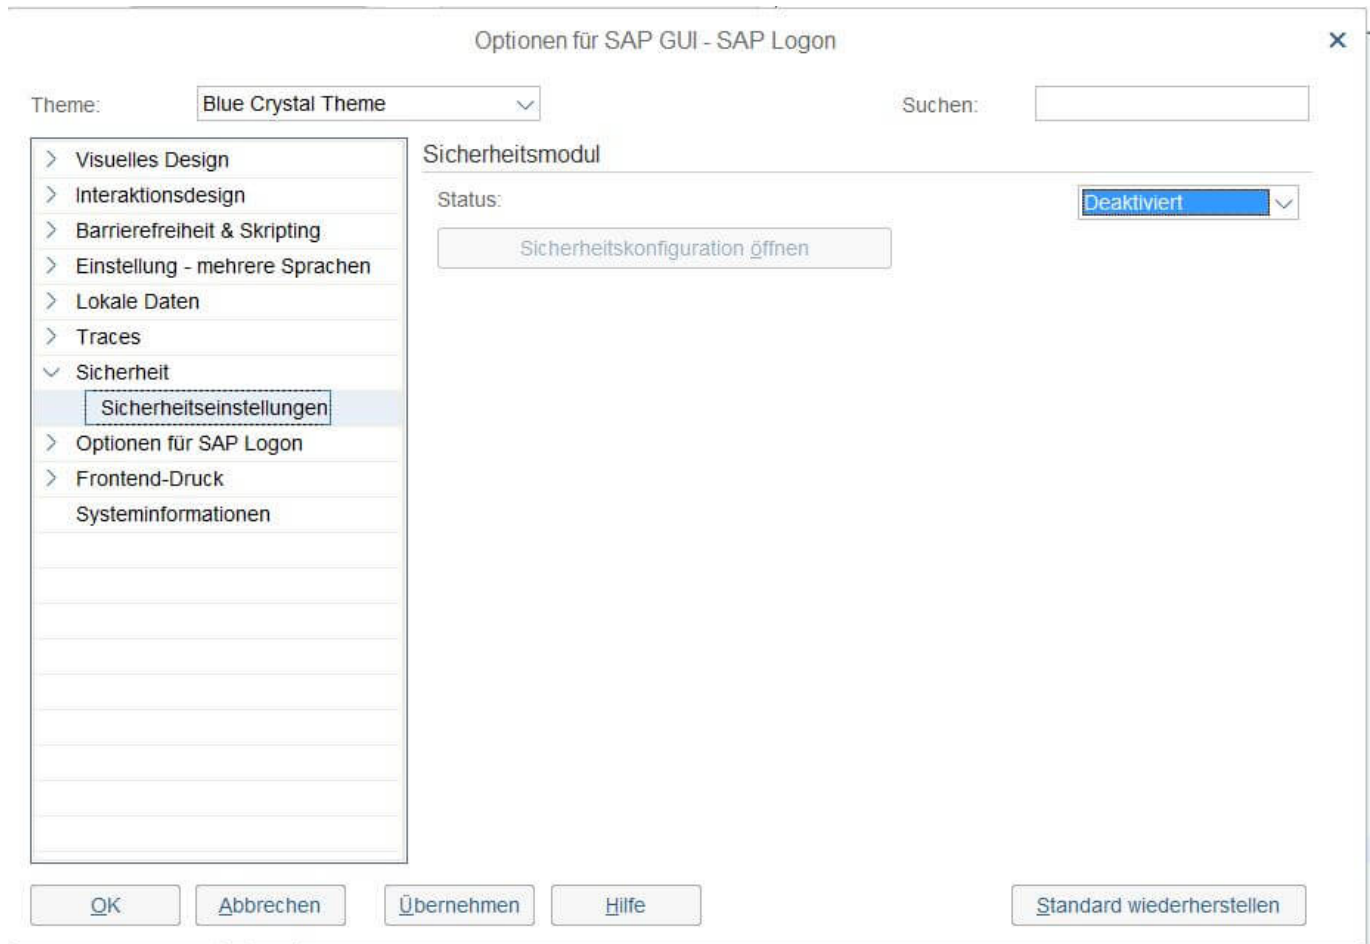 Optionen für SAP GUI - SAP Logon
Theme: Blue Crystal Theme Suchen:
Visuelles Design
Interaktionsdesign
Barrierefreiheit & Skripting
Einstellung - mehrere Sprachen
Lokale Daten
Traces
Sicherheit
Sicherheitseinstellungen
Optionen für SAP Logon
Frontend-Druck
Systeminformationen
Sicherheitsmodul
Status: Deaktiviert
Sicherheitskonfiguration öffnen
OK Abbrechen Übernehmen Hilfe Standard wiederherstellen